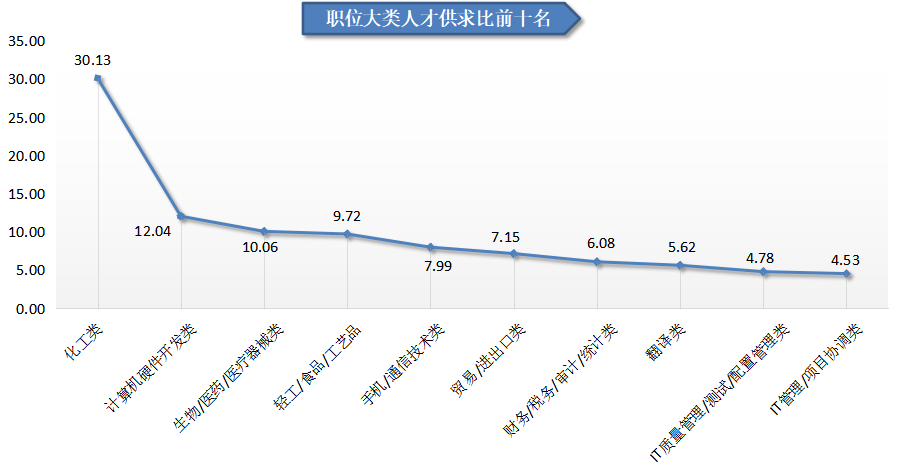 职位大类人才供求比前十名
35.00
30.00
25.00
20.00
15.00
10.00
5.00
0.00
30.13
12.04
10.06
9.72
7.99
7.15
6.08
5.62
4.78
4.53
化工类
计算机硬件开发类
生物/医药/医疗器械类
轻工/食品/工艺品
手机/通信技术类
贸易/进出口类
财务/税务/审计/统计类
翻译类
IT质量管理/测试/配置管理类
IT管理/项目协调类